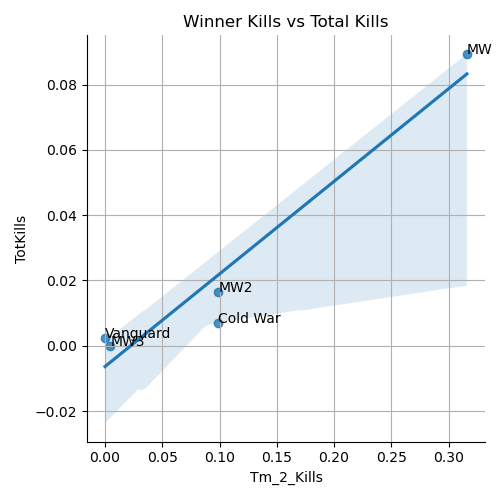 Winner Kills vs Total Kills
MW
0.08
0.06
0.04
0.02
MW2
Cold War
Vanguard
MW3
0.00
−0.02
TotKills
0.00 0.05 0.10 0.15 0.20 0.25 0.30
Tm_2_Kills